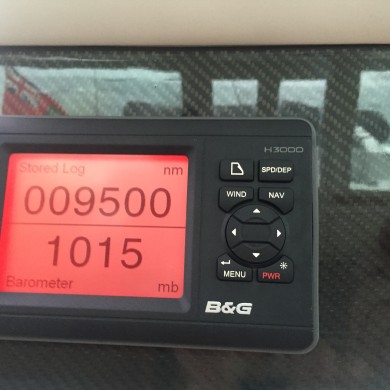 H3000
Stored Log nm
009500
1015
Barometer mb
SPD/DEP
WIND NAV
MENU PWR
B&G